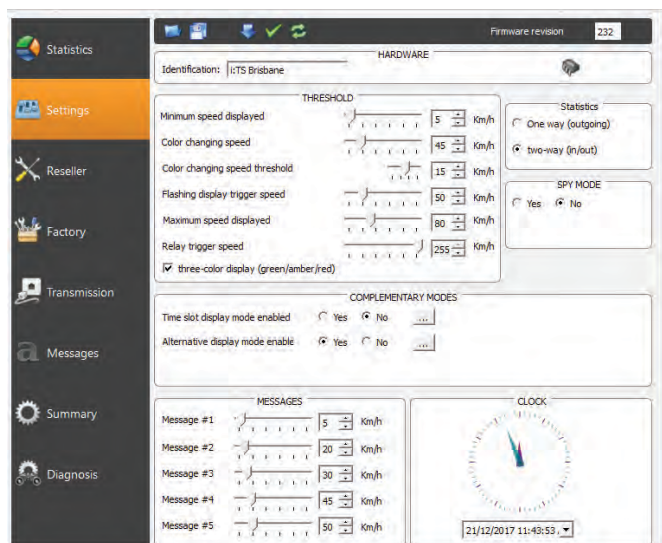 Firmware revision 232
Statistics
Settings
Reseller
Factory
Transmission
Messages
Summary
Diagnosis
HARDWARE
Identification: i:TS Brisbane
THRESHOLD
Minimum speed displayed 5 Km/h
Color changing speed 45 Km/h
Color changing speed threshold 15 Km/h
Flashing display trigger speed 50 Km/h
Maximum speed displayed 80 Km/h
Relay trigger speed 255 Km/h
three-color display (green/amber/red)
Statistics
One way (outgoing)
two-way (in/out)
SPY MODE
Yes No
COMPLEMENTARY MODES
Time slot display mode enabled Yes No ...
Alternative display mode enable Yes No ...
MESSAGES
Message #1 5 Km/h
Message #2 20 Km/h
Message #3 30 Km/h
Message #4 45 Km/h
Message #5 50 Km/h
CLOCK
21/12/2017 11:43:53